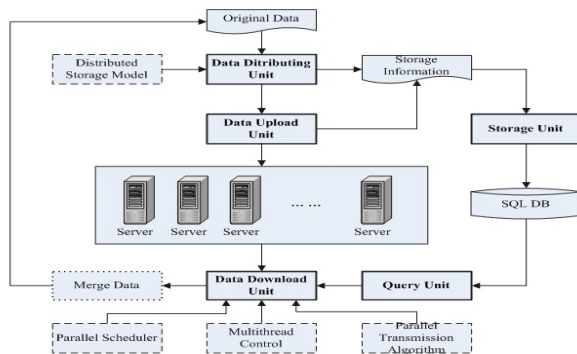 Original Data
Distributed
Storage Model
Data Ditributing
Unit
Storage
Information
Data Upload
Unit
Storage Unit
Server
Server
Server
... ...
Server
SQL DB
Merge Data
Data Download
Unit
Query Unit
Parallel Scheduler
Multithread
Control
Parallel
Transmission
Algorithm